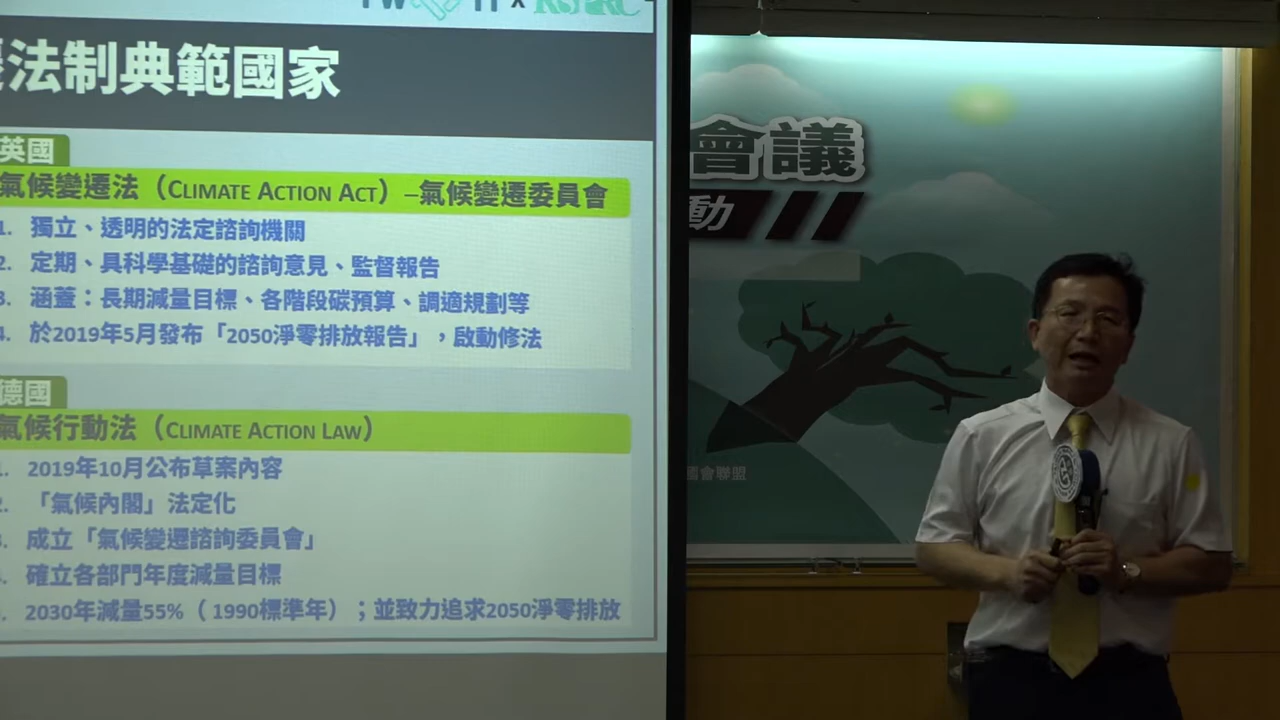 法制典範國家
英國
氣候變遷法（CLIMATE ACTION ACT）–氣候變遷委員會
1. 獨立、透明的法定諮詢機關
2. 定期、具科學基礎的諮詢意見、監督報告
3. 涵蓋：長期減量目標、各階段碳預算、調適規劃等
4. 於2019年5月發布「2050淨零排放報告」，啟動修法
德國
氣候行動法（CLIMATE ACTION LAW）
1. 2019年10月公布草案內容
2. 「氣候內閣」法定化
3. 成立「氣候變遷諮詢委員會」
確立各部門年度減量目標
2030年減量55%（ 1990標準年）；並致力追求2050淨零排放
會議
動
國會聯盟